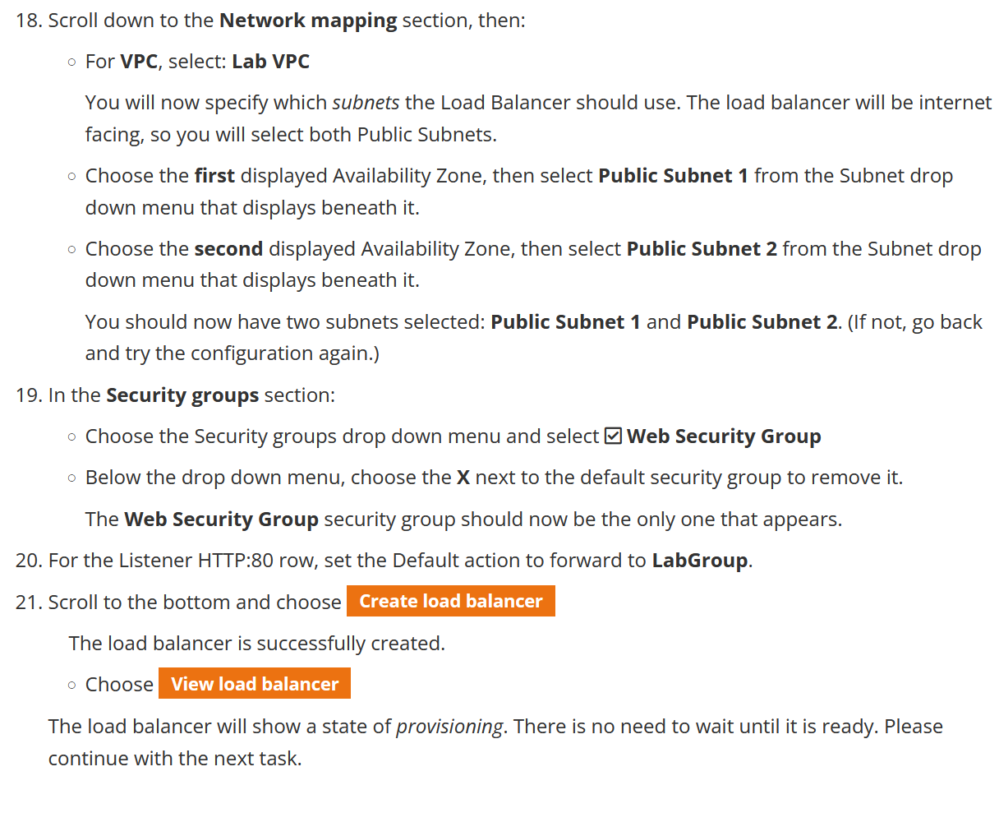 18. Scroll down to the Network mapping section, then:
○ For VPC, select: Lab VPC
You will now specify which subnets the Load Balancer should use. The load balancer will be internet
facing, so you will select both Public Subnets.
○ Choose the first displayed Availability Zone, then select Public Subnet 1 from the Subnet drop
down menu that displays beneath it.
○ Choose the second displayed Availability Zone, then select Public Subnet 2 from the Subnet drop
down menu that displays beneath it.
You should now have two subnets selected: Public Subnet 1 and Public Subnet 2. (If not, go back
and try the configuration again.)
19. In the Security groups section:
○ Choose the Security groups drop down menu and select ☑ Web Security Group
○ Below the drop down menu, choose the X next to the default security group to remove it.
The Web Security Group security group should now be the only one that appears.
20. For the Listener HTTP:80 row, set the Default action to forward to LabGroup.
21. Scroll to the bottom and choose Create load balancer
The load balancer is successfully created.
○ Choose View load balancer
The load balancer will show a state of provisioning. There is no need to wait until it is ready. Please
continue with the next task.